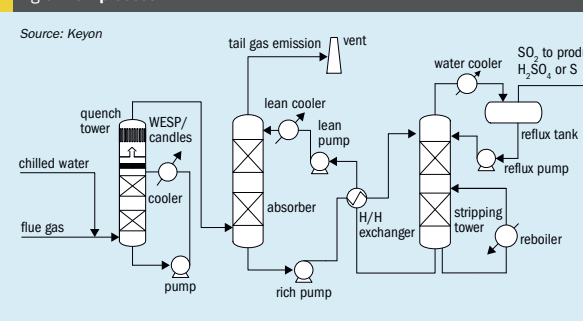 Source: Keyon
tail gas emission
vent
SO2 to
H2SO4 or S
water cooler
quench
tower
WESP/
candles
lean cooler
lean
pump
reflux tank
chilled water
reflux pump
cooler
absorber
H/H
exchanger
stripping
tower
flue gas
reboiler
pump
rich pump